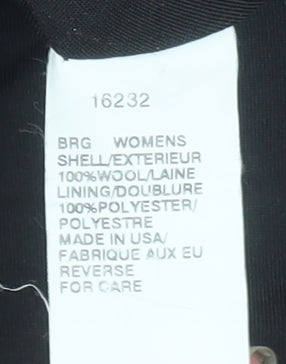 16232
BRG WOMENS
SHELL/EXTERIEUR
100%WOOL/LAINE
LINING/DOUBLURE
100%POLYESTER/
POLYESTRE
MADE IN USA/
FABRIQUE AUX EU
REVERSE
FOR CARE